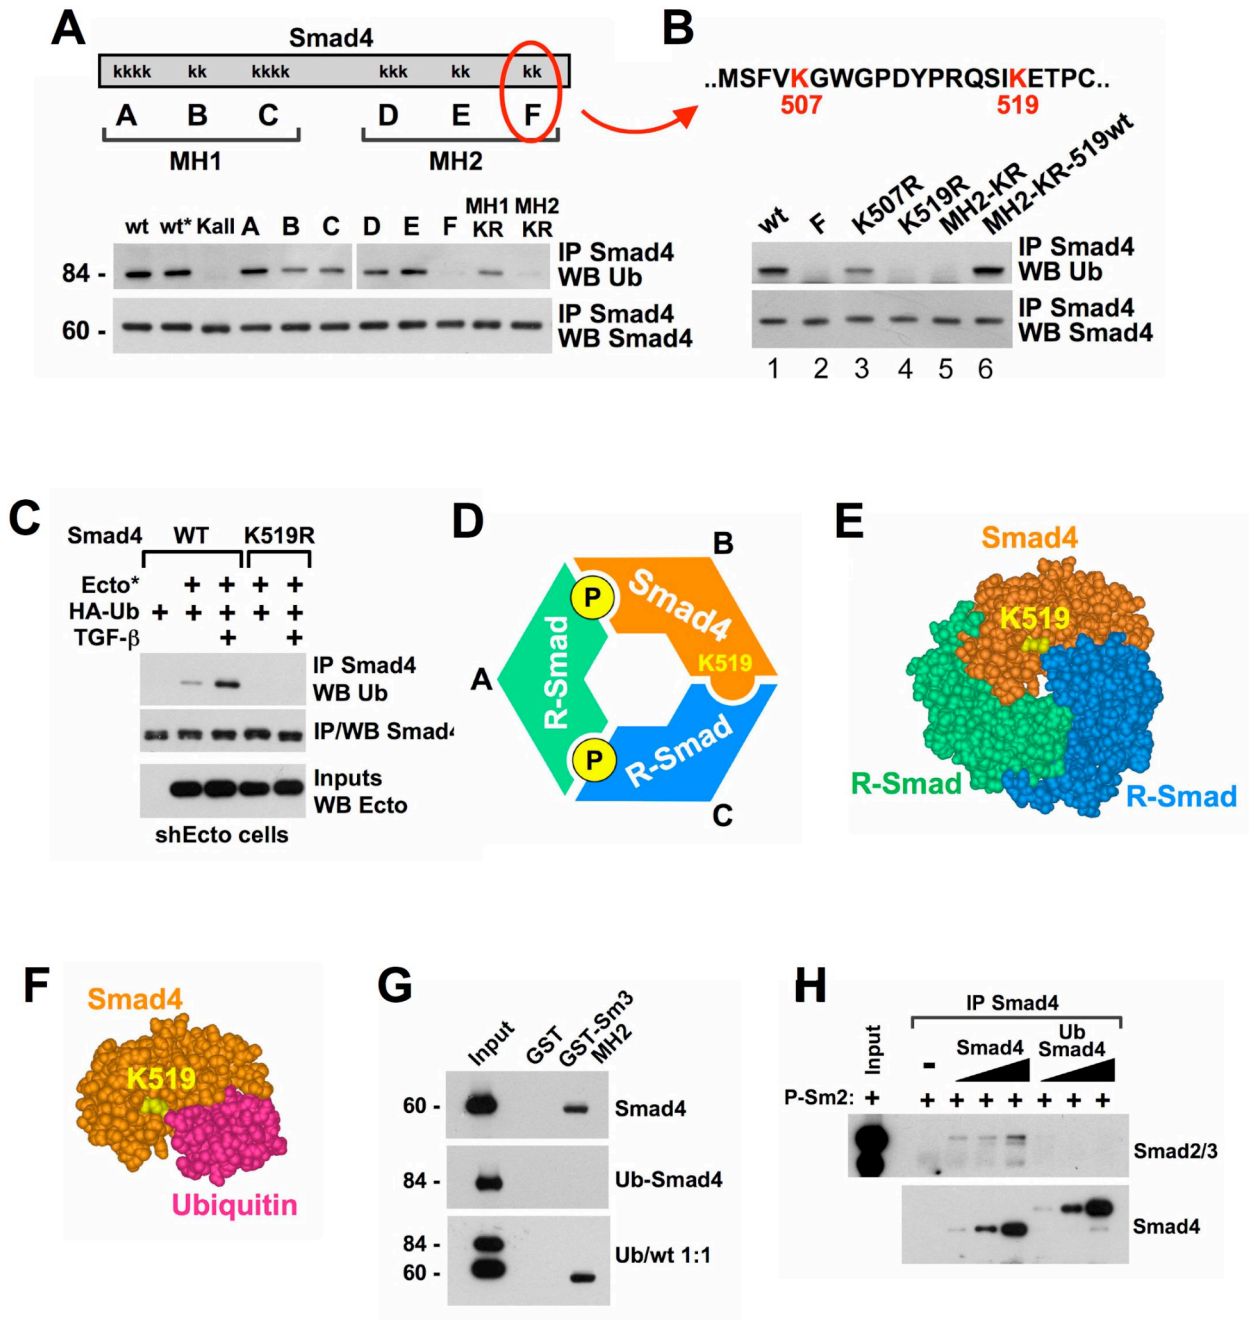 A
Smad4
kkkk kk kkkk kkk kk kk
A B C D E F
MH1 MH2
wt wt* Kall A B C D E F MH1 KR MH2 KR
84 -
IP Smad4
WB Ub
60 -
IP Smad4
WB Smad4
B
..MSFVKGWGPDYPRQSIKETPC..
507 519
wt F K507R K519R MH2-KR MH2-KR-519wt
IP Smad4
WB Ub
IP Smad4
WB Smad4
1 2 3 4 5 6
C
Smad4 WT K519R
Ecto* + + + +
HA-Ub + + + + +
TGF-β + +
IP Smad4
WB Ub
IP/WB Smad4
Inputs
WB Ecto
shEcto cells
D
B
P Smad4
K519
A R-Smad
P R-Smad
C
E
Smad4
K519
R-Smad R-Smad
F
Smad4
K519
Ubiquitin
G
Input GST GST-Sm3 MH2
60 - Smad4
84 - Ub-Smad4
84 -
60 -
Ub/wt 1:1
H
IP Smad4
Input - Smad4 Ub Smad4
P-Sm2: + + + + + + + +
Smad2/3
Smad4